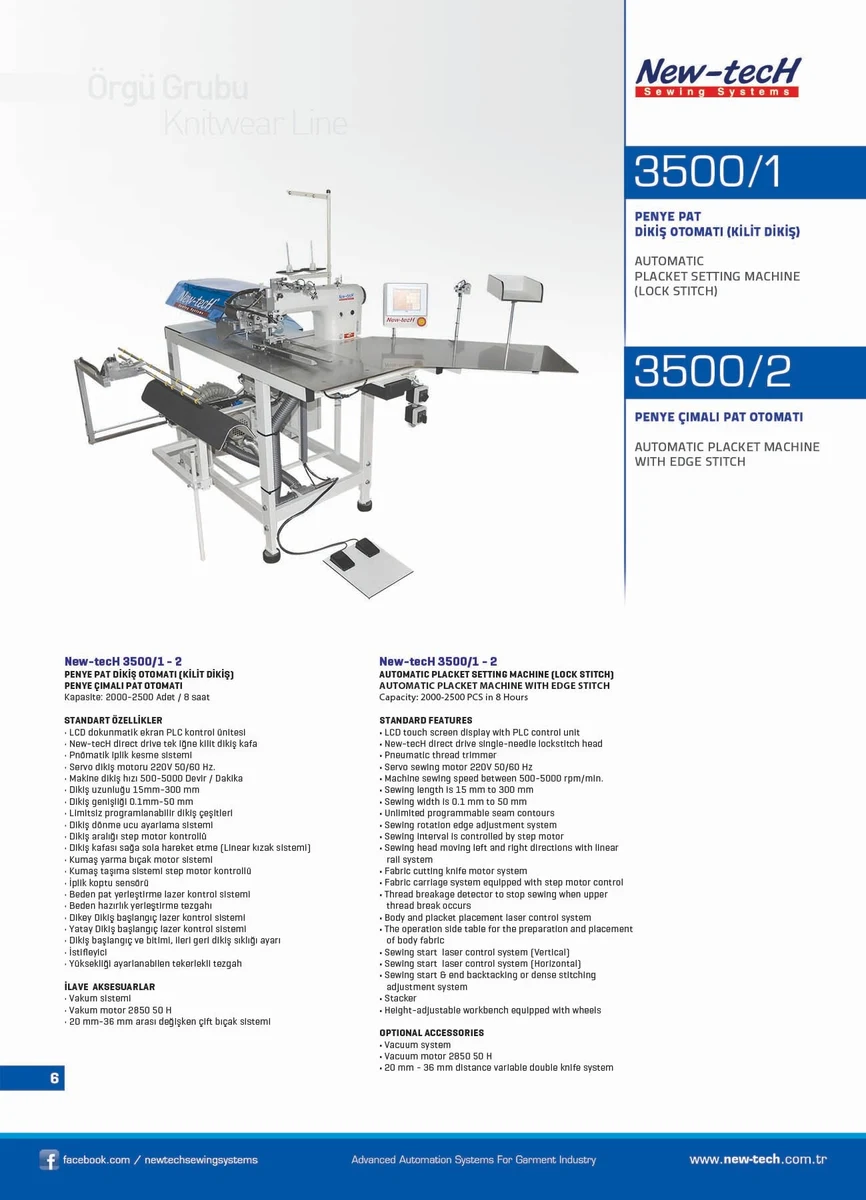 Örgü Grubu
Knitwear Line
New-tecH
Sewing Systems
3500/1
PENYE PAT
DİKİŞ OTOMATI (KİLİT DİKİŞ)
AUTOMATIC
PLACKET SETTING MACHINE
(LOCK STITCH)
3500/2
PENYE ÇIMALI PAT OTOMATI
AUTOMATIC PLACKET MACHINE
WITH EDGE STITCH
New-tecH
Sewing Systems
New-tecH
New-tecH
New-tecH 3500/1 - 2
PENYE PAT DİKİŞ OTOMATI (KİLİT DİKİŞ)
PENYE ÇIMALI PAT OTOMATI
Kapasite: 2000-2500 Adet / 8 saat
STANDART ÖZELLİKLER
· LCD dokunmatik ekran PLC kontrol ünitesi
· New-tecH direct drive tek iğne kilit dikiş kafa
· Pnömatik iplik kesme sistemi
· Servo dikiş motoru 220V 50/60 Hz.
· Makine dikiş hızı 500-5000 Devir / Dakika
· Dikiş uzunluğu 15mm-300 mm
· Dikiş genişliği 0.1mm-50 mm
· Limitsiz programlanabilir dikiş çeşitleri
· Dikiş dönme ucu ayarlama sistemi
· Dikiş aralığı step motor kontrollü
· Dikiş kafası sağa sola hareket etme (Linear kızak sistemi)
· Kumaş yarma bıçak motor sistemi
· Kumaş taşıma sistemi step motor kontrollü
· İplik koptu sensörü
· Beden pat yerleştirme lazer kontrol sistemi
· Beden hazırlık yerleştirme tezgahı
· Dikey Dikiş başlangıç lazer kontrol sistemi
· Yatay Dikiş başlangıç lazer kontrol sistemi
· Dikiş başlangıç ve bitimi, ileri geri dikiş sıklığı ayarı
· İstifleyici
· Yüksekliği ayarlanabilen tekerlekli tezgah
İLAVE AKSESUARLAR
· Vakum sistemi
· Vakum motor 2850 50 H
· 20 mm-36 mm arası değişken çift bıçak sistemi
New-tecH 3500/1 - 2
AUTOMATIC PLACKET SETTING MACHINE (LOCK STITCH)
AUTOMATIC PLACKET MACHINE WITH EDGE STITCH
Capacity: 2000-2500 PCS in 8 Hours
STANDARD FEATURES
• LCD touch screen display with PLC control unit
• New-tecH direct drive single-needle lockstitch head
• Pneumatic thread trimmer
• Servo sewing motor 220V 50/60 Hz
• Machine sewing speed between 500-5000 rpm/min.
• Sewing length is 15 mm to 300 mm
• Sewing width is 0.1 mm to 50 mm
• Unlimited programmable seam contours
• Sewing rotation edge adjustment system
• Sewing interval is controlled by step motor
• Sewing head moving left and right directions with linear
rail system
• Fabric cutting knife motor system
• Fabric carriage system equipped with step motor control
• Thread breakage detector to stop sewing when upper
thread break occurs
• Body and placket placement laser control system
• The operation side table for the preparation and placement
of body fabric
• Sewing start laser control system (Vertical)
• Sewing start laser control system (Horizontal)
• Sewing start & end backtacking or dense stitching
adjustment system
• Stacker
• Height-adjustable workbench equipped with wheels
OPTIONAL ACCESSORIES
• Vacuum system
• Vacuum motor 2850 50 H
• 20 mm - 36 mm distance variable double knife system
6
facebook.com / newtechsewingsystems
Advanced Automation Systems For Garment Industry
www.new-tech.com.tr